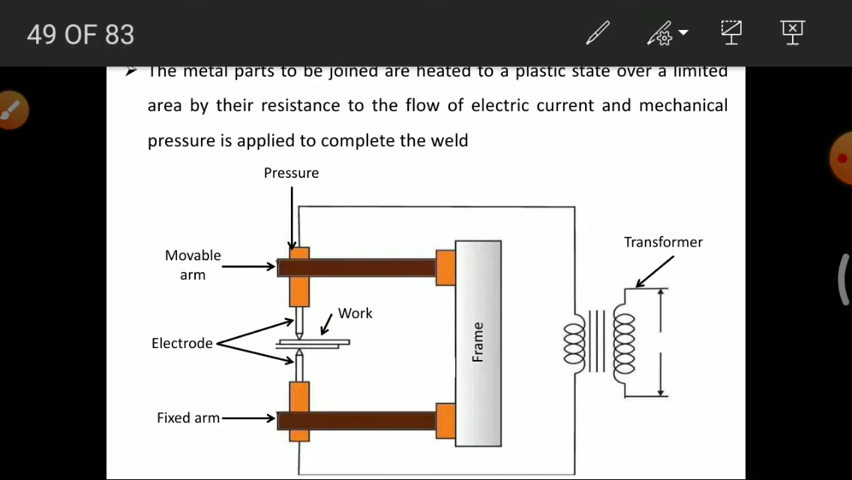 49 OF 83
➤ The metal parts to be joined are heated to a plastic state over a limited
area by their resistance to the flow of electric current and mechanical
pressure is applied to complete the weld
Pressure
Transformer
Movable
arm
Work
Electrode
Frame
Fixed arm